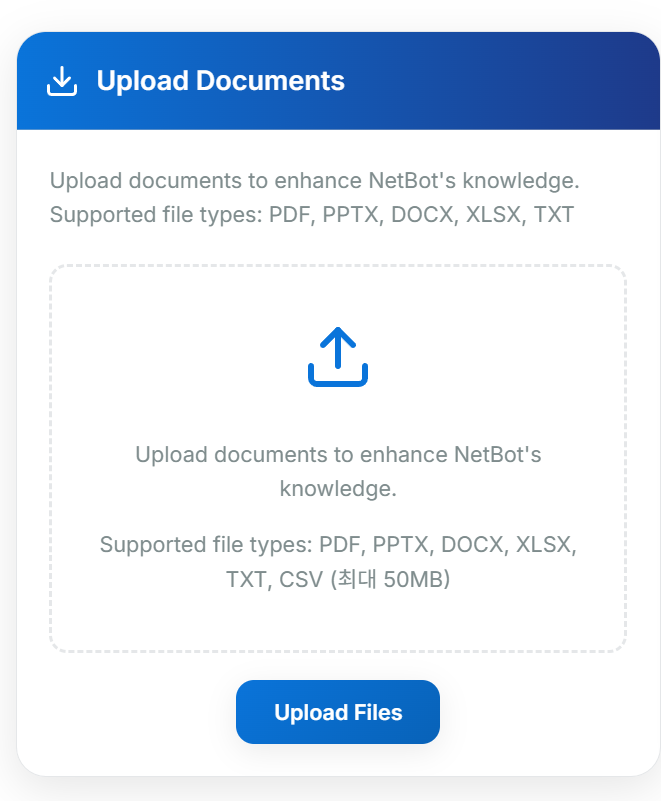 Upload Documents
Upload documents to enhance NetBot's knowledge.
Supported file types: PDF, PPTX, DOCX, XLSX, TXT
Upload documents to enhance NetBot's
knowledge.
Supported file types: PDF, PPTX, DOCX, XLSX,
TXT, CSV (최대 50MB)
Upload Files